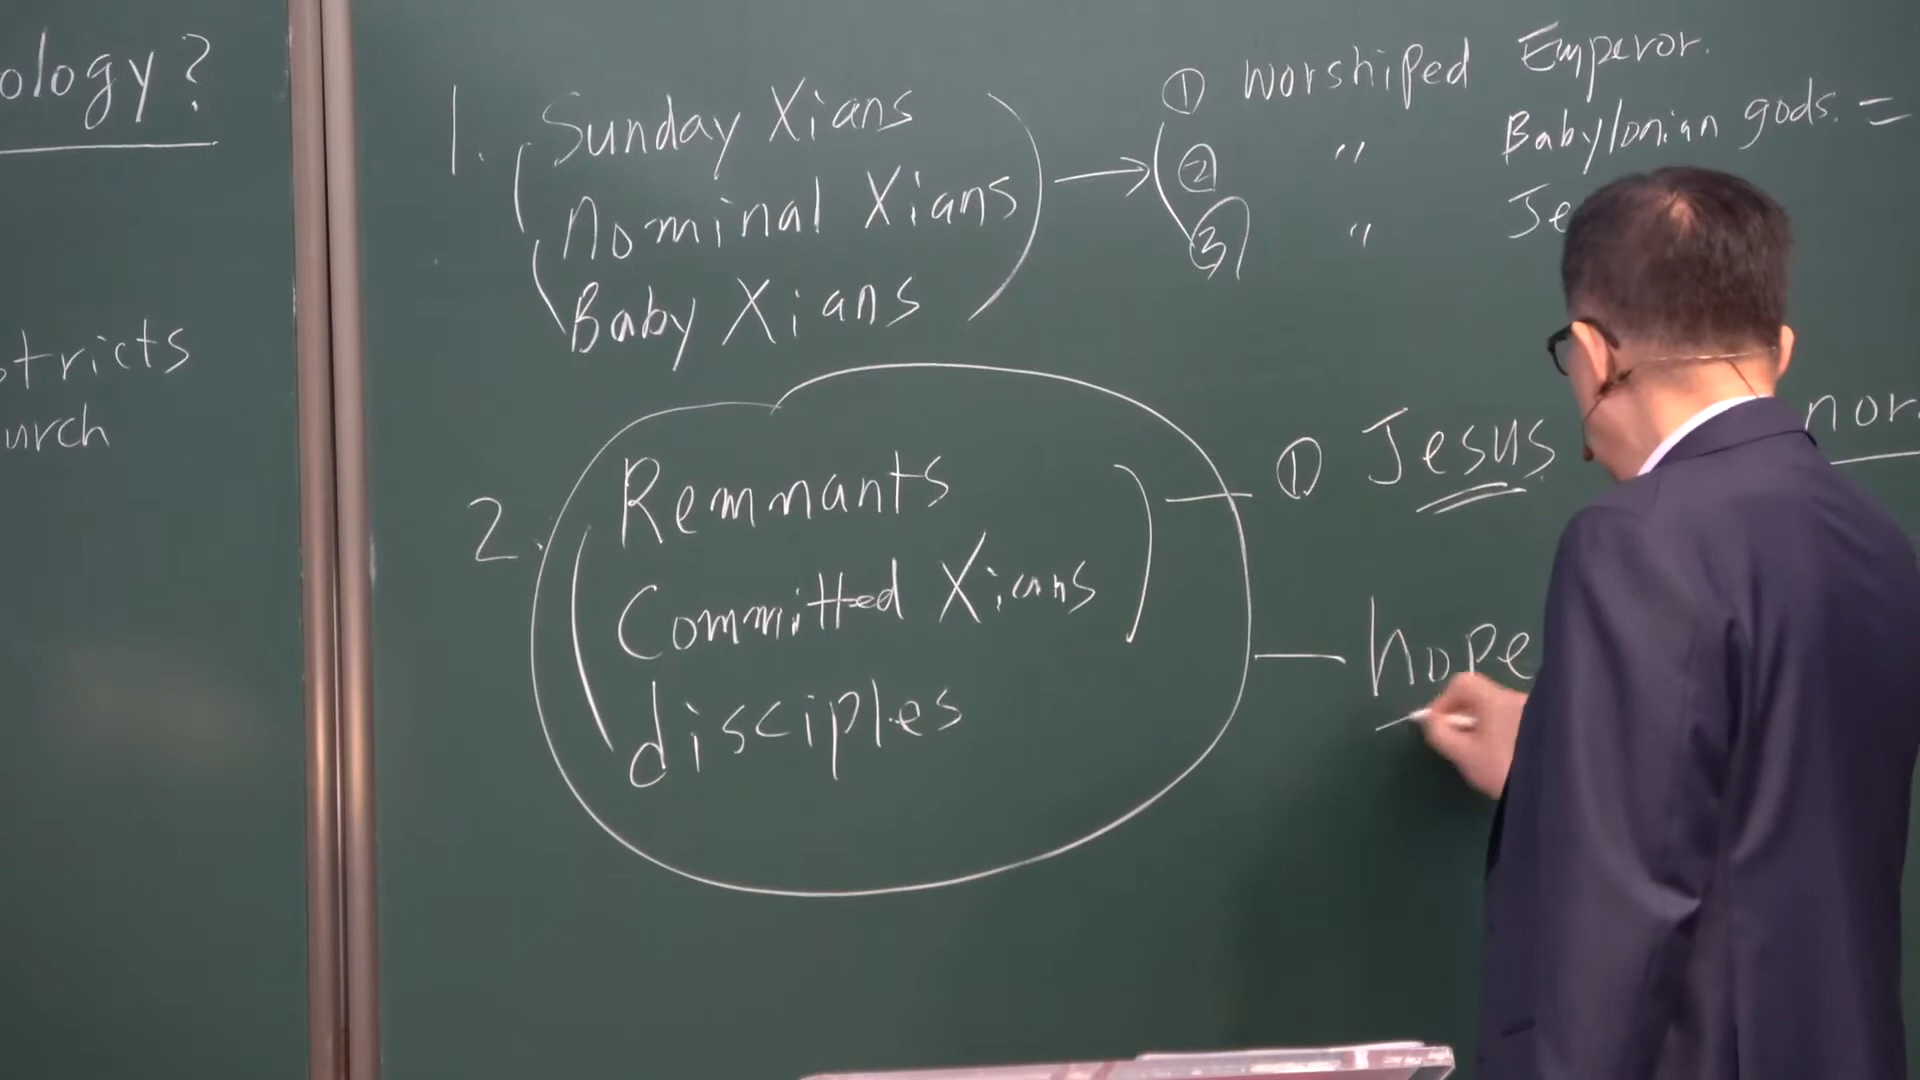 ology?
tricts
urch
1. Sunday Xians
Nominal Xians
Baby Xians
① worshiped Emperor.
② " Babylonian gods. =
③ " Je
2. Remnants
Committed Xians
disciples
① Jesus nor
hope